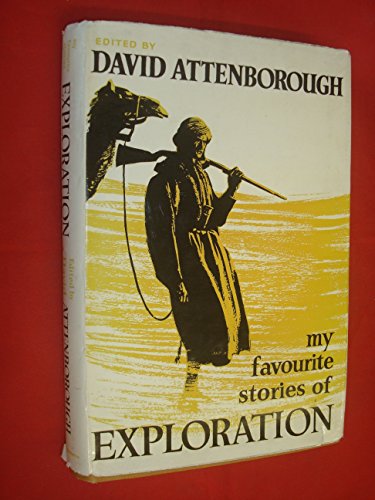 EDITED BY
DAVID ATTENBOROUGH
my
favourite
stories of
EXPLORATION
EXPLORATION
Edited by
ATTENBOROUGH